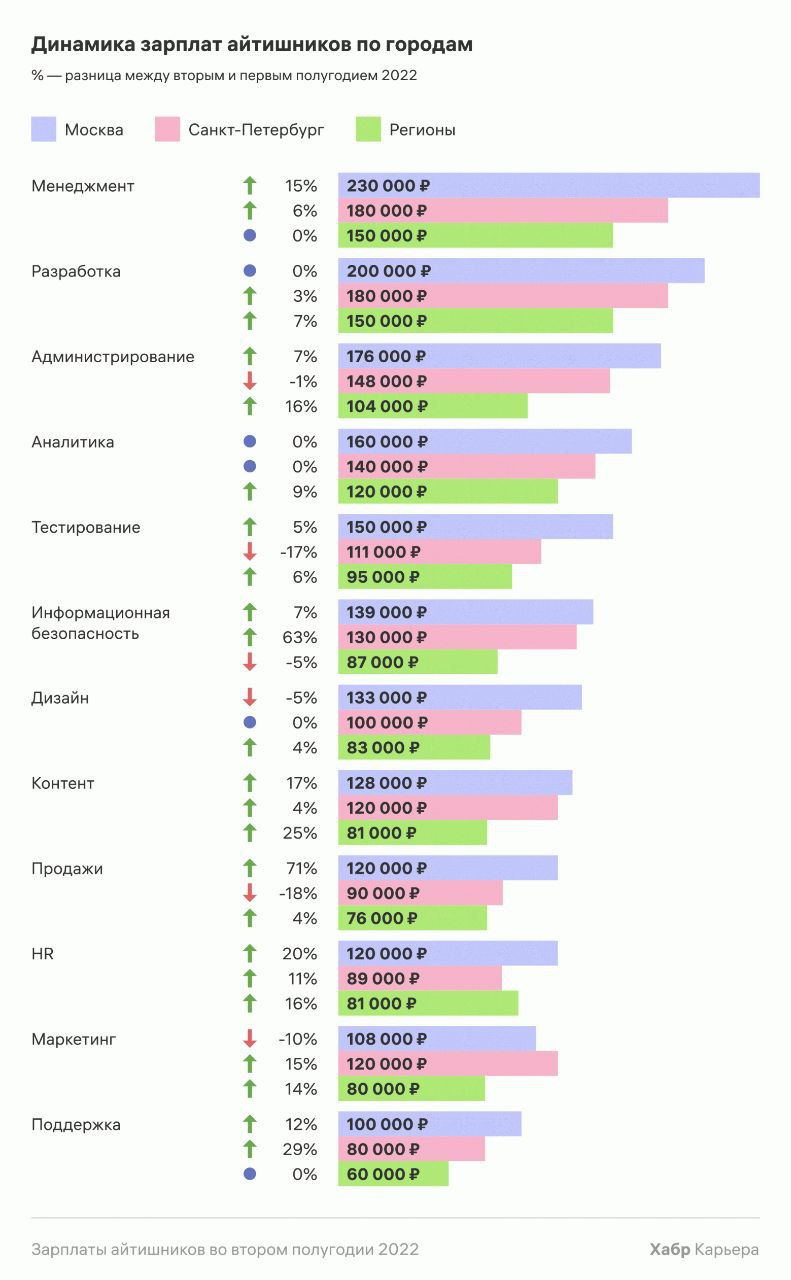 Динамика зарплат айтишников по городам
% — разница между вторым и первым полугодием 2022
Москва Санкт-Петербург Регионы
Менеджмент 15% 230 000 ₽
6% 180 000 ₽
0% 150 000 ₽
Разработка 0% 200 000 ₽
3% 180 000 ₽
7% 150 000 ₽
Администрирование 7% 176 000 ₽
-1% 148 000 ₽
16% 104 000 ₽
Аналитика 0% 160 000 ₽
0% 140 000 ₽
9% 120 000 ₽
Тестирование 5% 150 000 ₽
-17% 111 000 ₽
6% 95 000 ₽
Информационная 7% 139 000 ₽
безопасность 63% 130 000 ₽
-5% 87 000 ₽
Дизайн -5% 133 000 ₽
0% 100 000 ₽
4% 83 000 ₽
Контент 17% 128 000 ₽
4% 120 000 ₽
25% 81 000 ₽
Продажи 71% 120 000 ₽
-18% 90 000 ₽
4% 76 000 ₽
HR 20% 120 000 ₽
11% 89 000 ₽
16% 81 000 ₽
Маркетинг -10% 108 000 ₽
15% 120 000 ₽
14% 80 000 ₽
Поддержка 12% 100 000 ₽
29% 80 000 ₽
0% 60 000 ₽
Зарплаты айтишников во втором полугодии 2022 Хабр Карьера